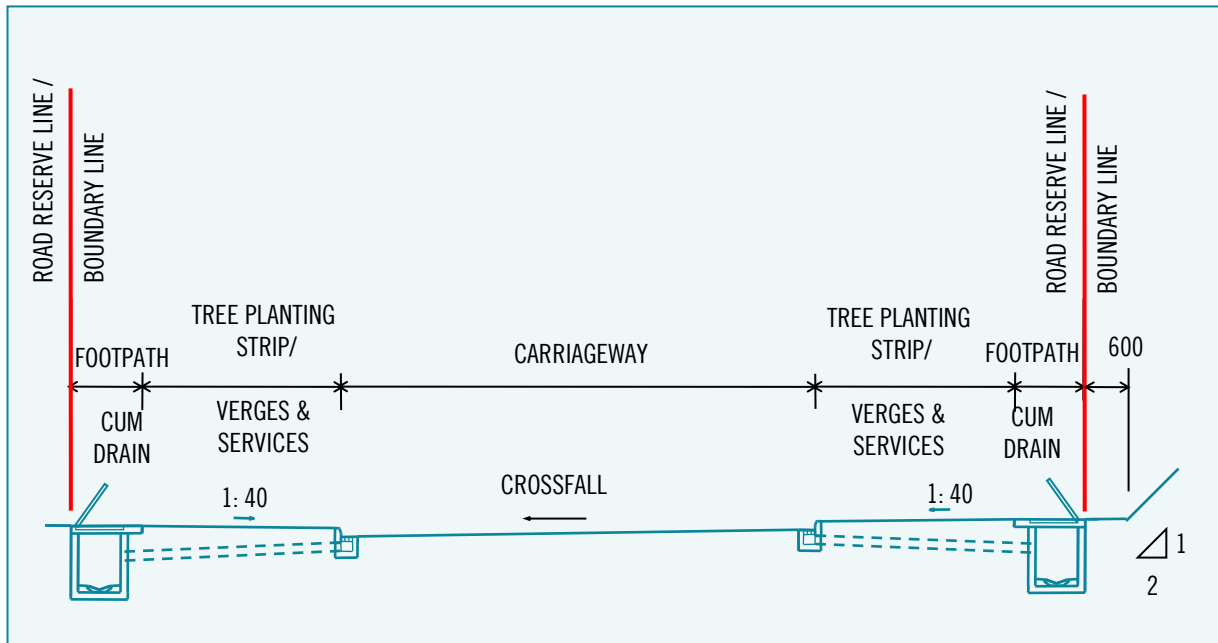 ROAD RESERVE LINE /
BOUNDARY LINE
ROAD RESERVE LINE /
BOUNDARY LINE
TREE PLANTING
STRIP/
TREE PLANTING
STRIP/
FOOTPATH
CARRIAGEWAY
FOOTPATH
600
CUM
DRAIN
VERGES &
SERVICES
VERGES &
SERVICES
CUM
DRAIN
1: 40
CROSSFALL
1: 40
1
2